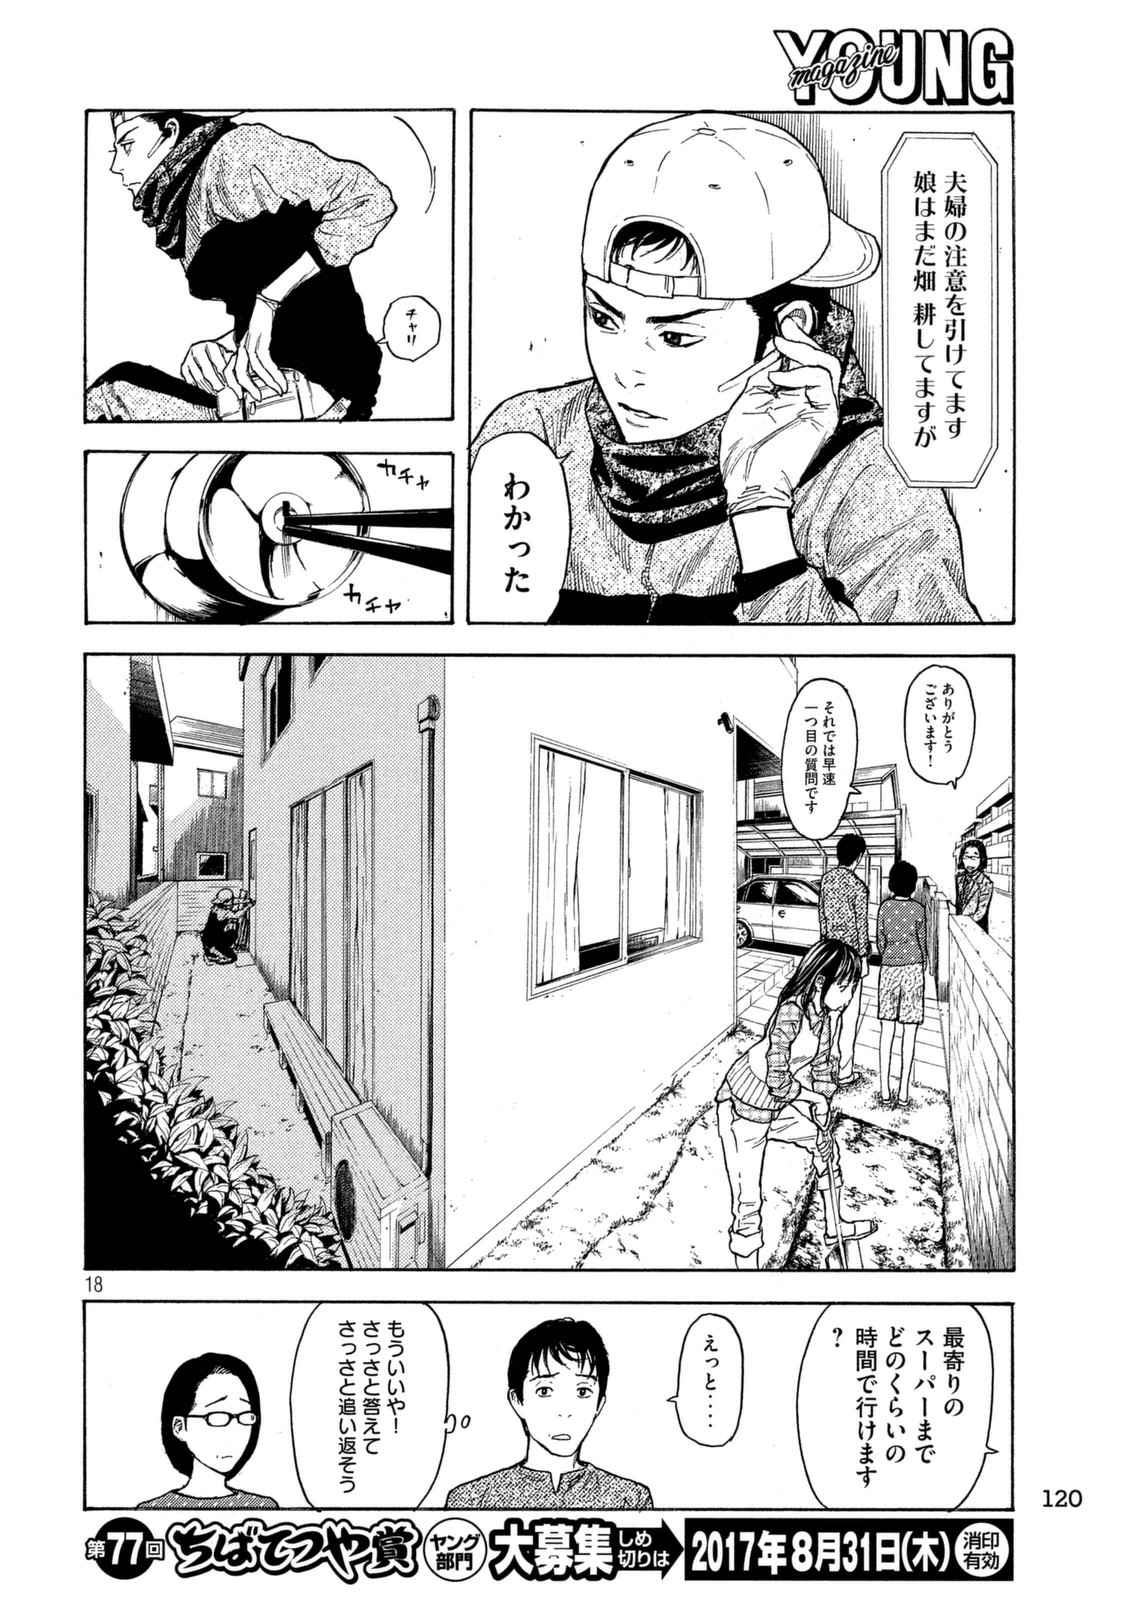 YOUNG
magazine
夫婦の注意を引けてます
娘はまだ畑 耕してますが
わかった
チャ!!
カチャ
カチャ
ありがとう
ございます!
それでは早速
一つ目の質問です
18
最寄りの
スーパーまで
どのくらいの
時間で行けます
?
えっと‥‥
もういいや!
さっさと答えて
さっさと追い返そう
120
第77回 ちばてつや賞 ヤング部門 大募集 しめ切りは 2017年8月31日(木) 消印有効